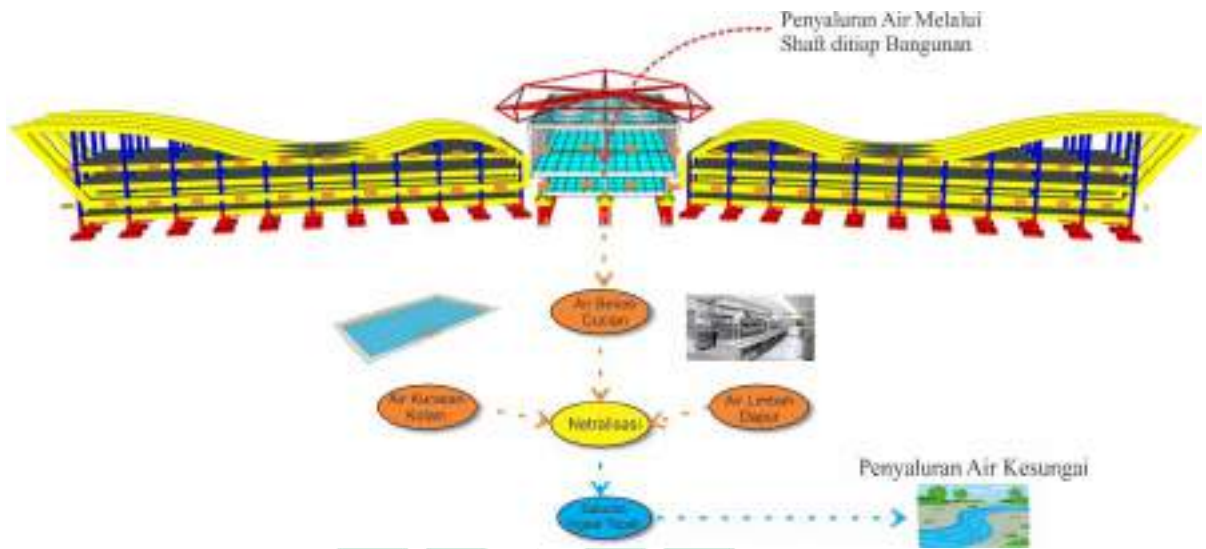 Penyaluran Air Melalui
Shaft ditiap Bangunan
Air Bekas
Cucian
Air Kurasan
Kolam
Netralisasi
Air Limbah
Dapur
Penyaluran Air Kesungai